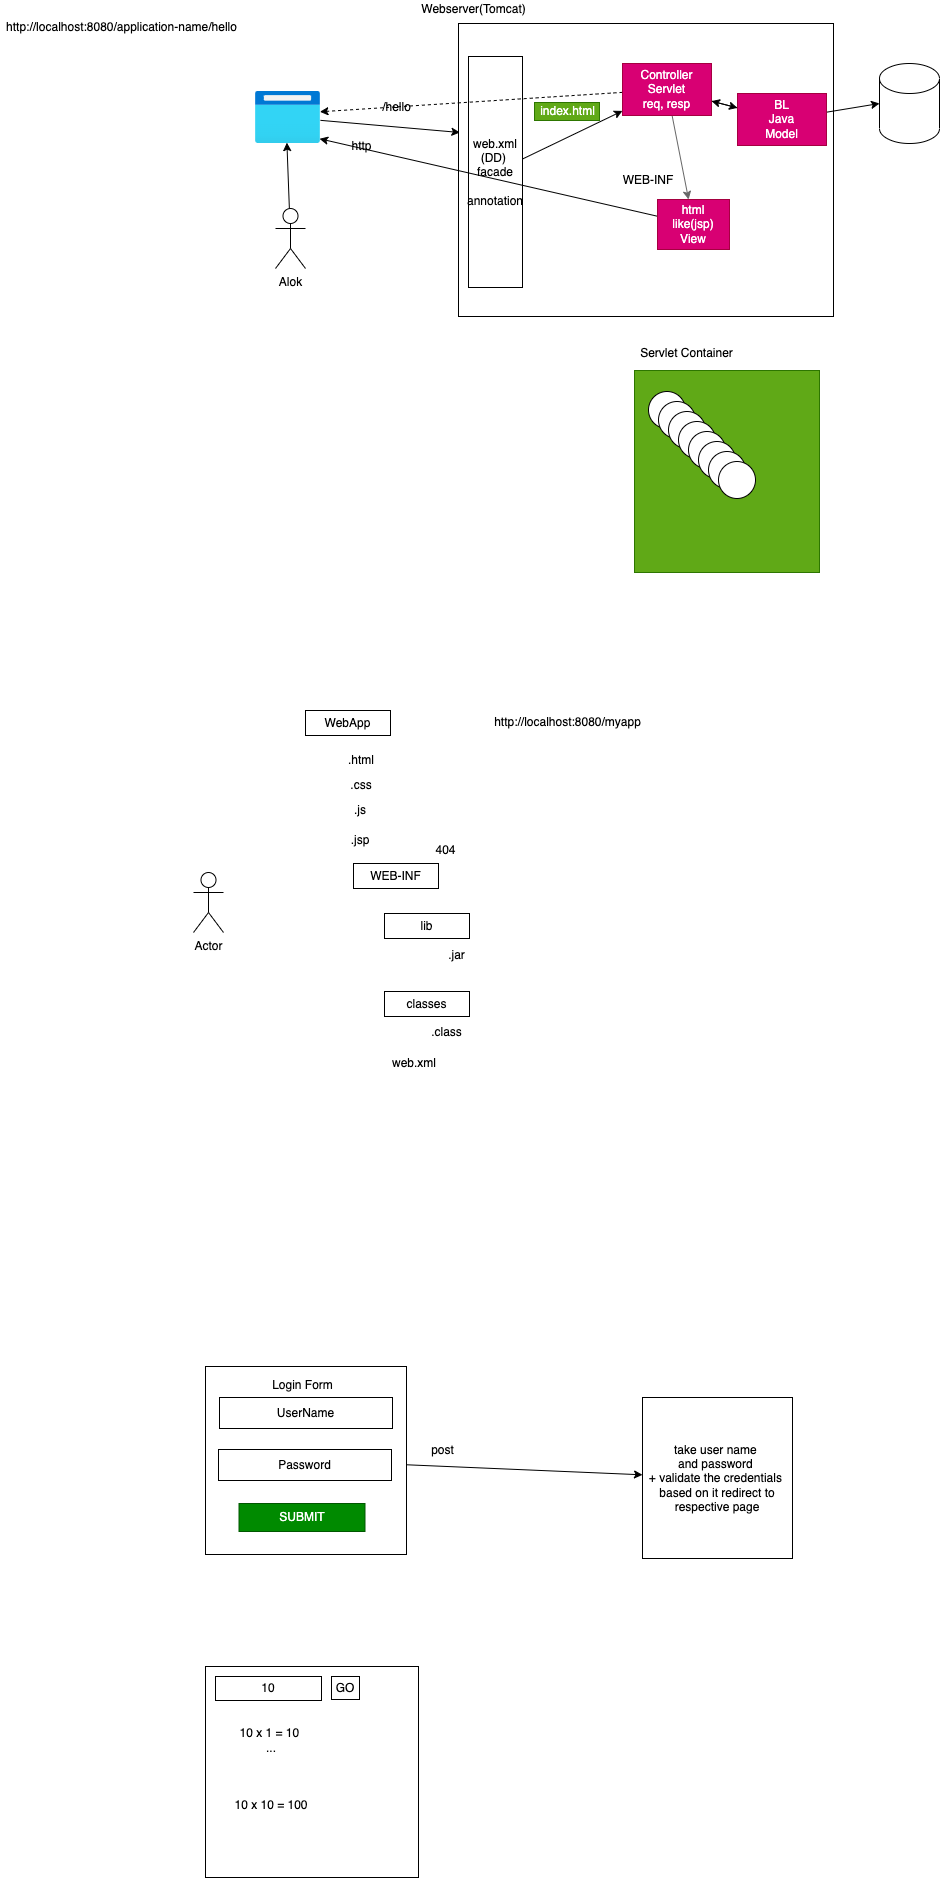 Webserver(Tomcat)
http://localhost:8080/application-name/hello
Controller
Servlet
req, resp
/hello
index.html
BL
Java
Model
http
web.xml
(DD)
facade
annotation
WEB-INF
html
like(jsp)
View
Alok
Servlet Container
WebApp
http://localhost:8080/myapp
.html
.css
.js
.jsp
404
WEB-INF
lib
Actor
.jar
classes
.class
web.xml
Login Form
UserName
Password
SUBMIT
post
take user name
and password
+ validate the credentials
based on it redirect to
respective page
10
GO
10 x 1 = 10
...
10 x 10 = 100